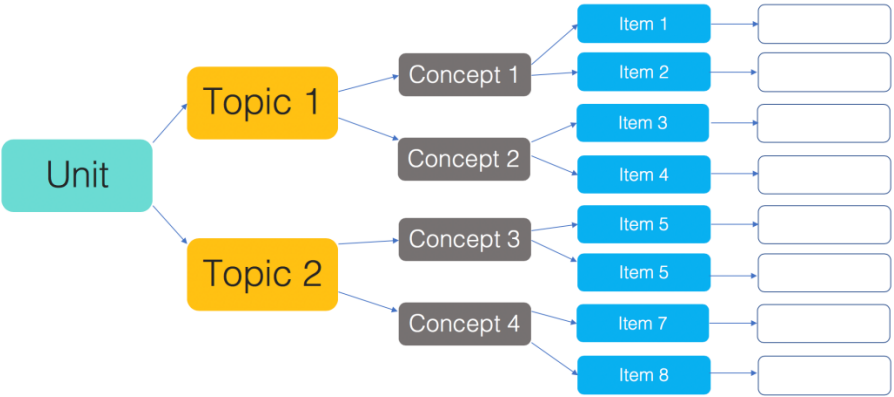 Unit
Topic 1
Topic 2
Concept 1
Concept 2
Concept 3
Concept 4
Item 1
Item 2
Item 3
Item 4
Item 5
Item 5
Item 7
Item 8